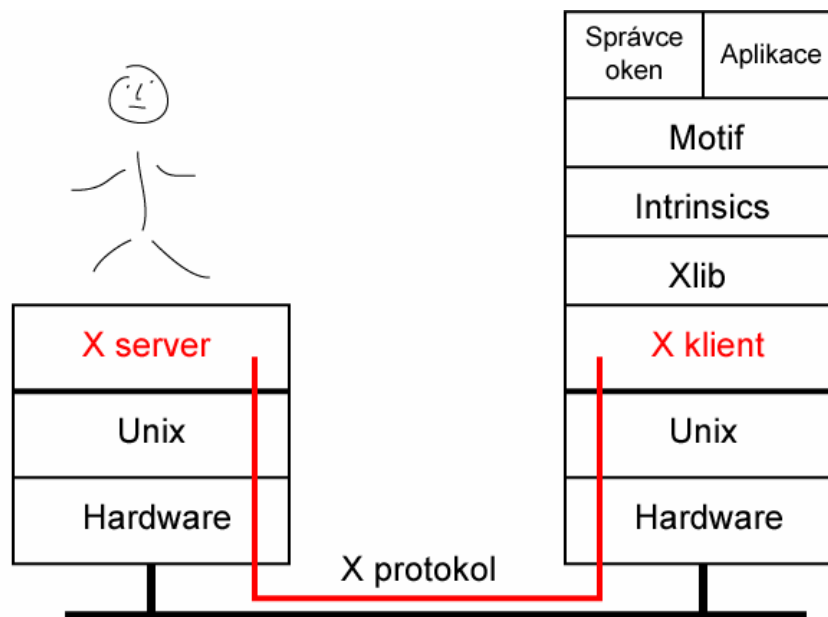 Správce
oken
Aplikace
Motif
Intrinsics
Xlib
X server
X klient
Unix
Unix
Hardware
Hardware
X protokol